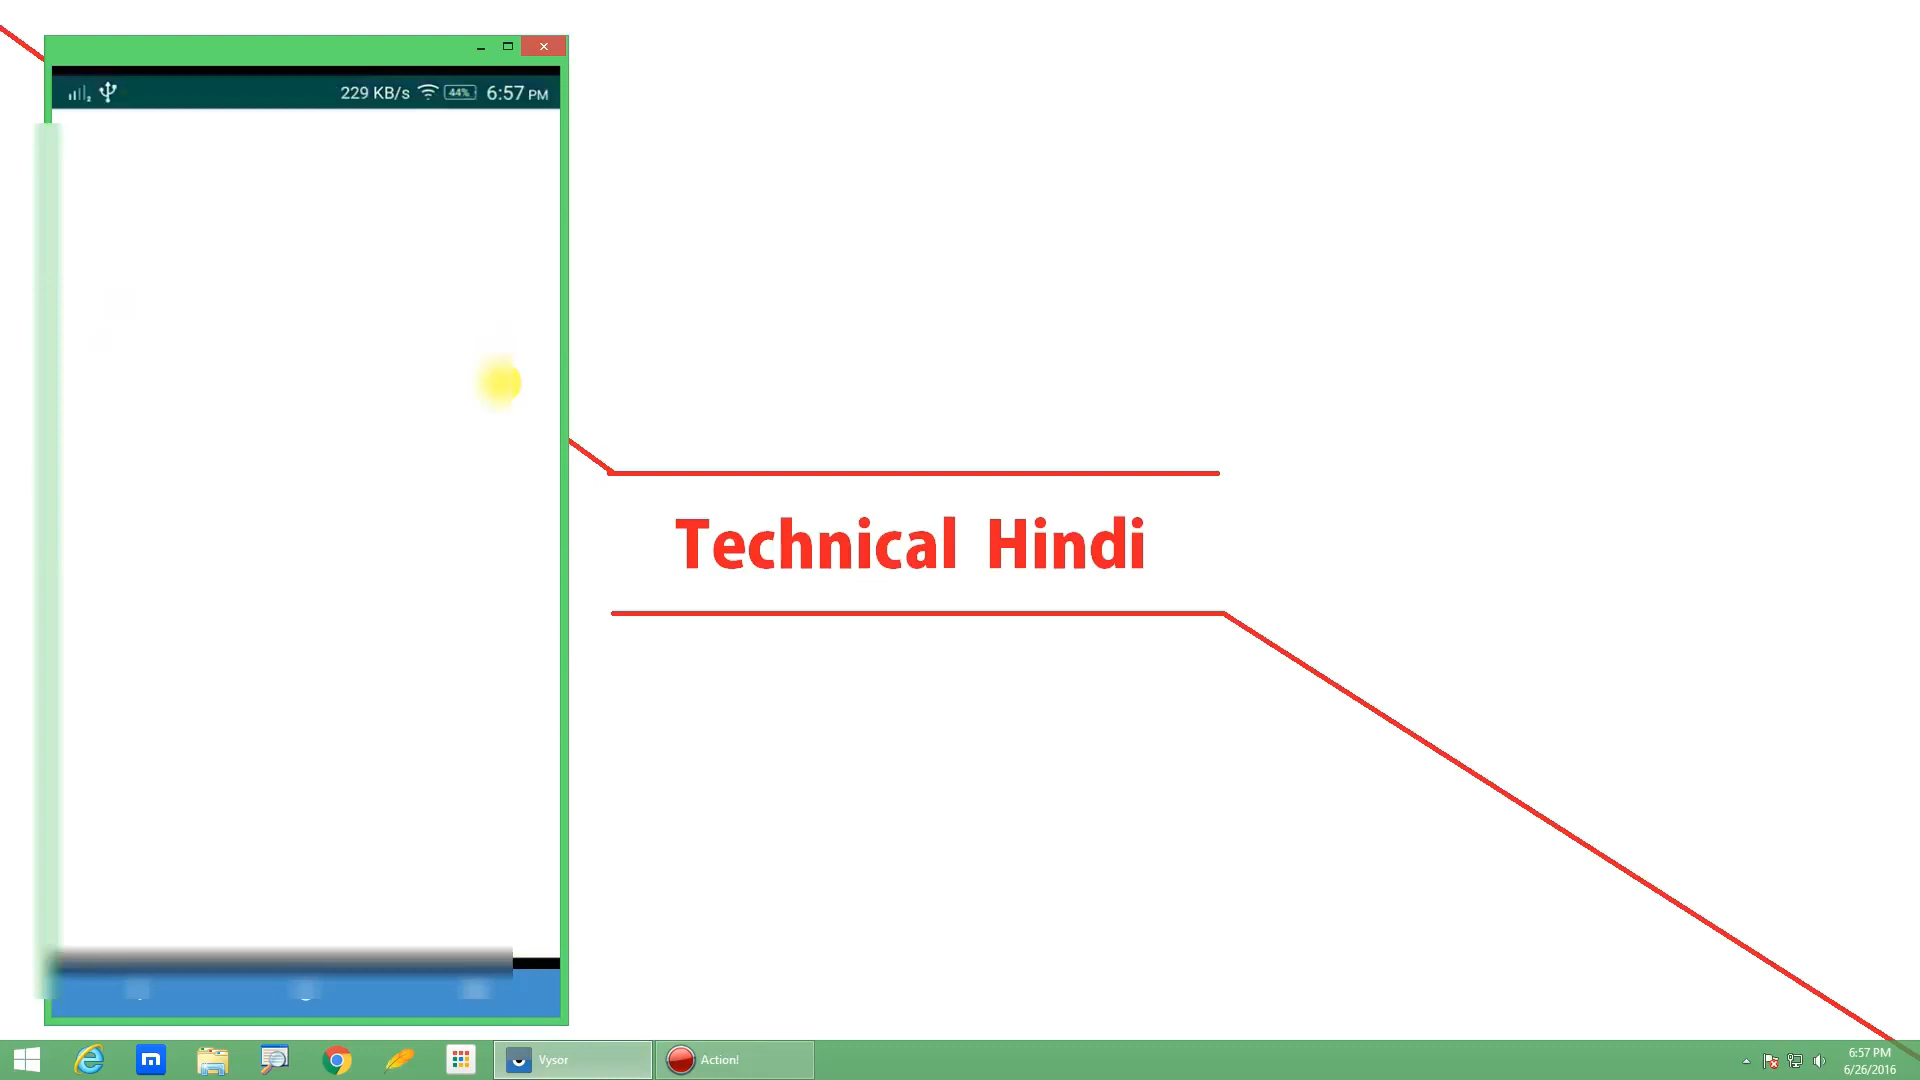 229 KB/s 44% 6:57 PM
Technical Hindi
Vysor
Action!
6:57 PM
6/26/2016